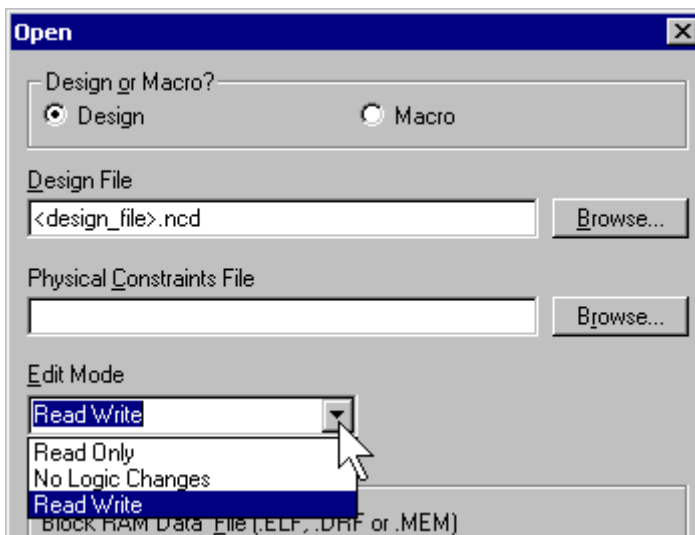 Open
Design or Macro?
Design Macro
Design File
<design_file>.ncd Browse...
Physical Constraints File
Browse...
Edit Mode
Read Write
Read Only
No Logic Changes
Read Write
Block RAM Data File (.ELF, .DRF or .MEM)